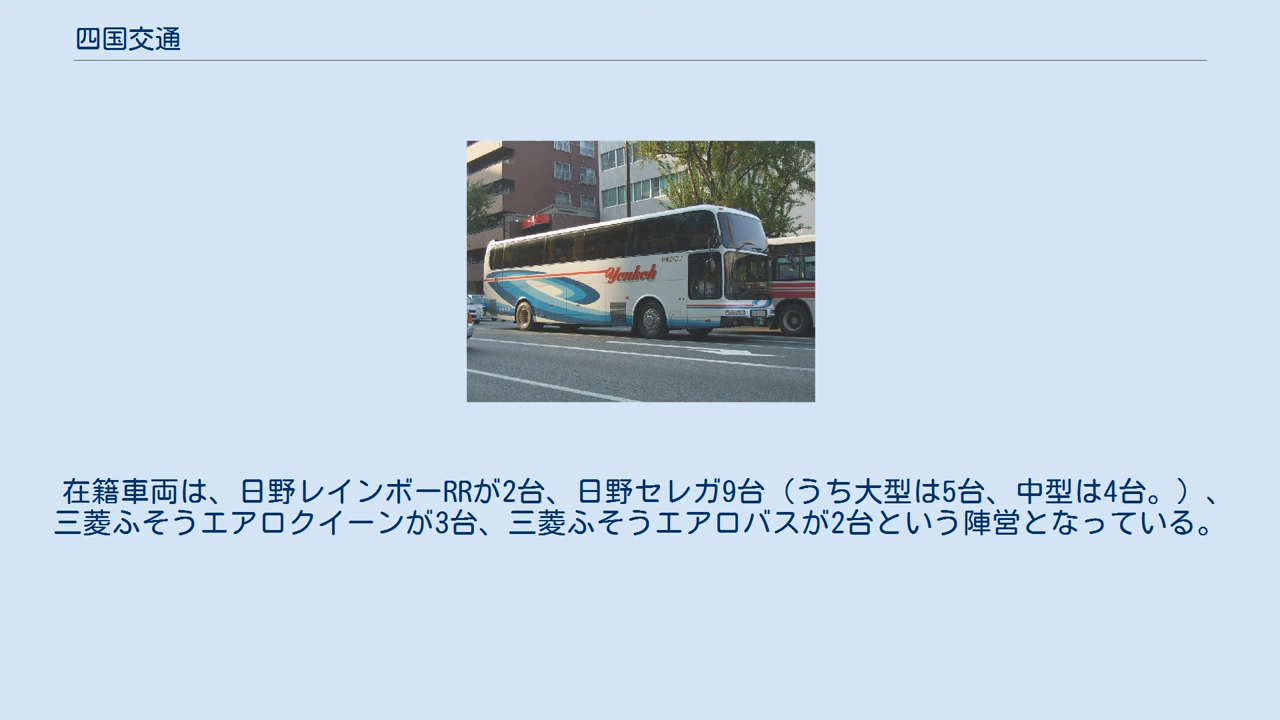 四国交通
Yonkoh
在籍車両は、日野レインボーRRが2台、日野セレガ9台（うち大型は5台、中型は4台。）、
三菱ふそうエアロクイーンが3台、三菱ふそうエアロバスが2台という陣営となっている。